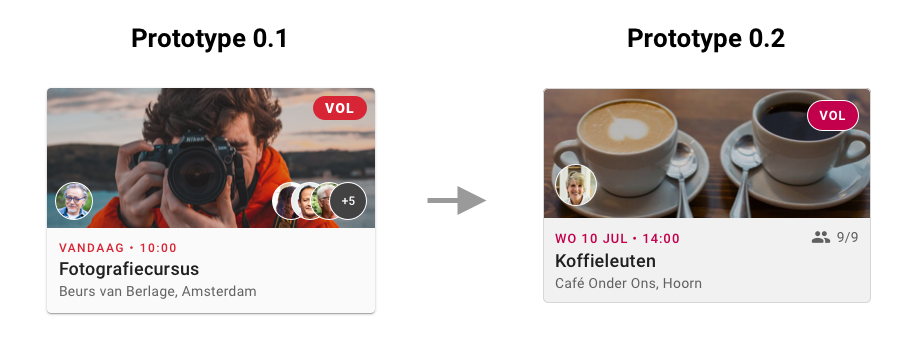 Prototype 0.1
VOL
Nikon
+5
VANDAAG • 10:00
Fotografiecursus
Beurs van Berlage, Amsterdam
Prototype 0.2
VOL
WO 10 JUL • 14:00
9/9
Koffieleuten
Café Onder Ons, Hoorn